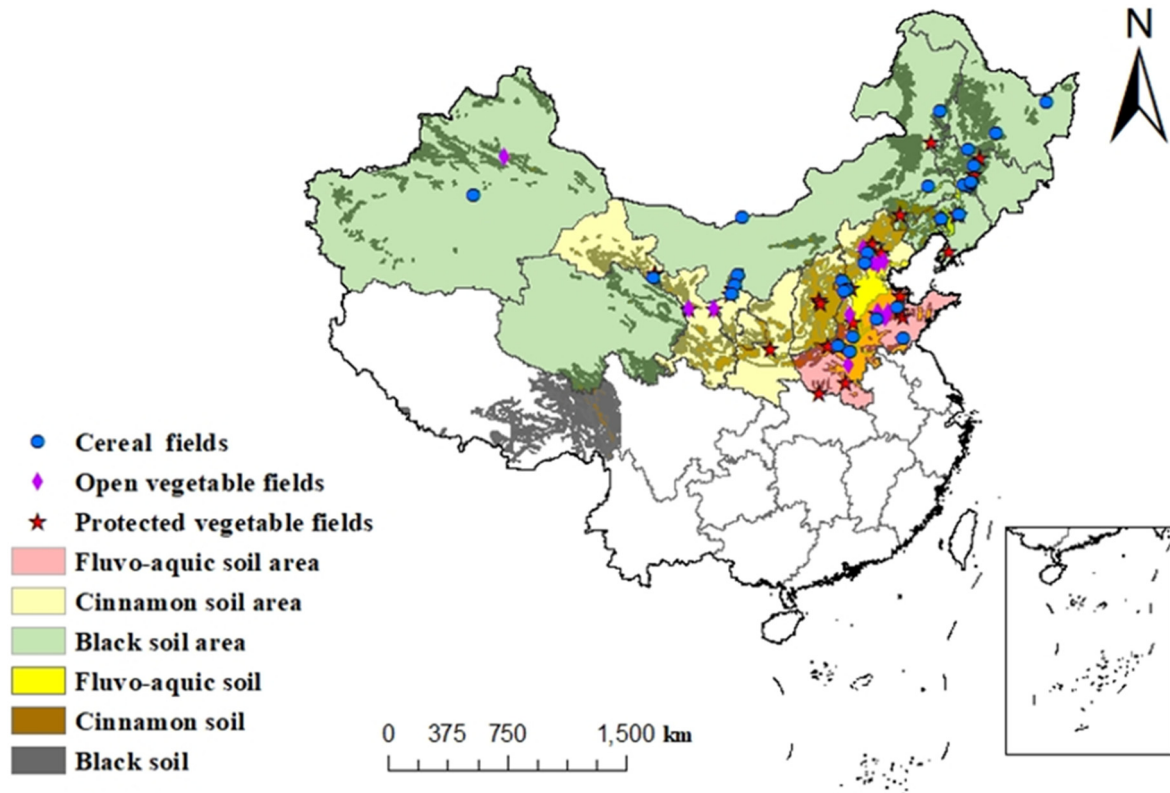 N
Cereal fields
Open vegetable fields
Protected vegetable fields
Fluvo-aquic soil area
Cinnamon soil area
Black soil area
Fluvo-aquic soil
Cinnamon soil
Black soil
0 375 750 1,500 km